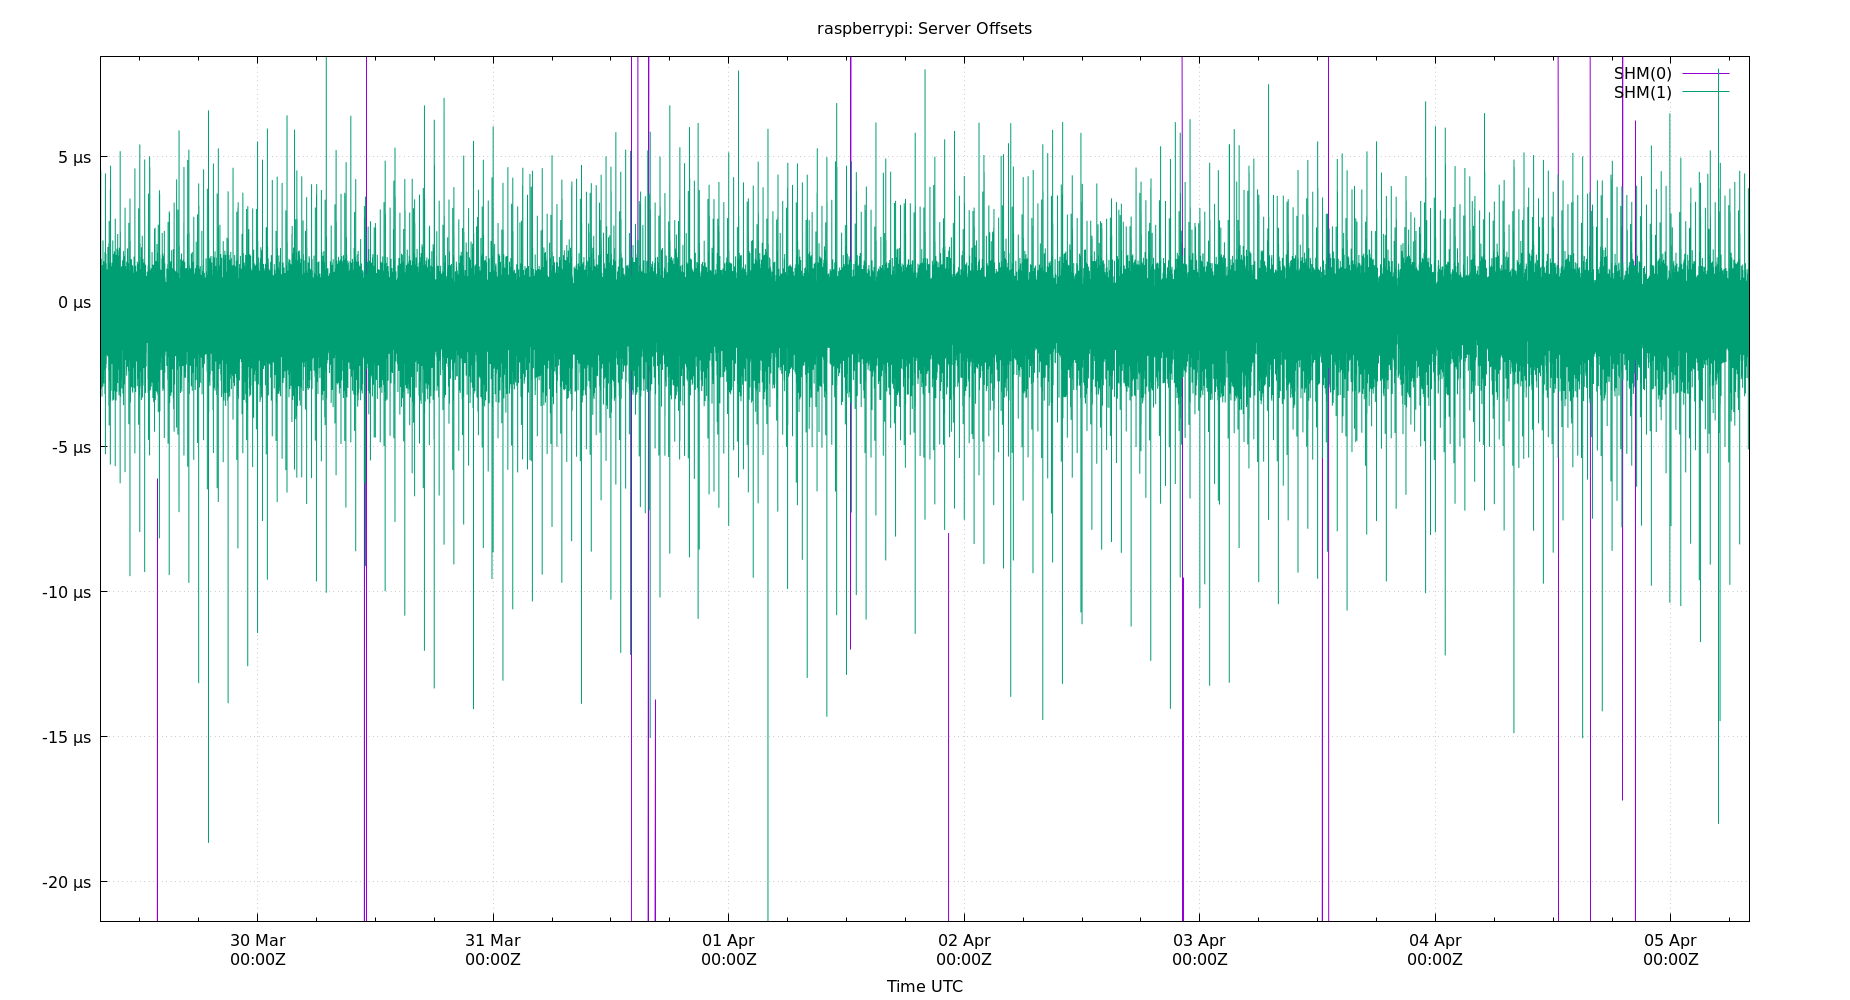 raspberrypi: Server Offsets
SHM(0)
SHM(1)
5 µs
0 µs
-5 µs
-10 µs
-15 µs
-20 µs
30 Mar
00:00Z
31 Mar
00:00Z
01 Apr
00:00Z
02 Apr
00:00Z
03 Apr
00:00Z
04 Apr
00:00Z
05 Apr
00:00Z
Time UTC